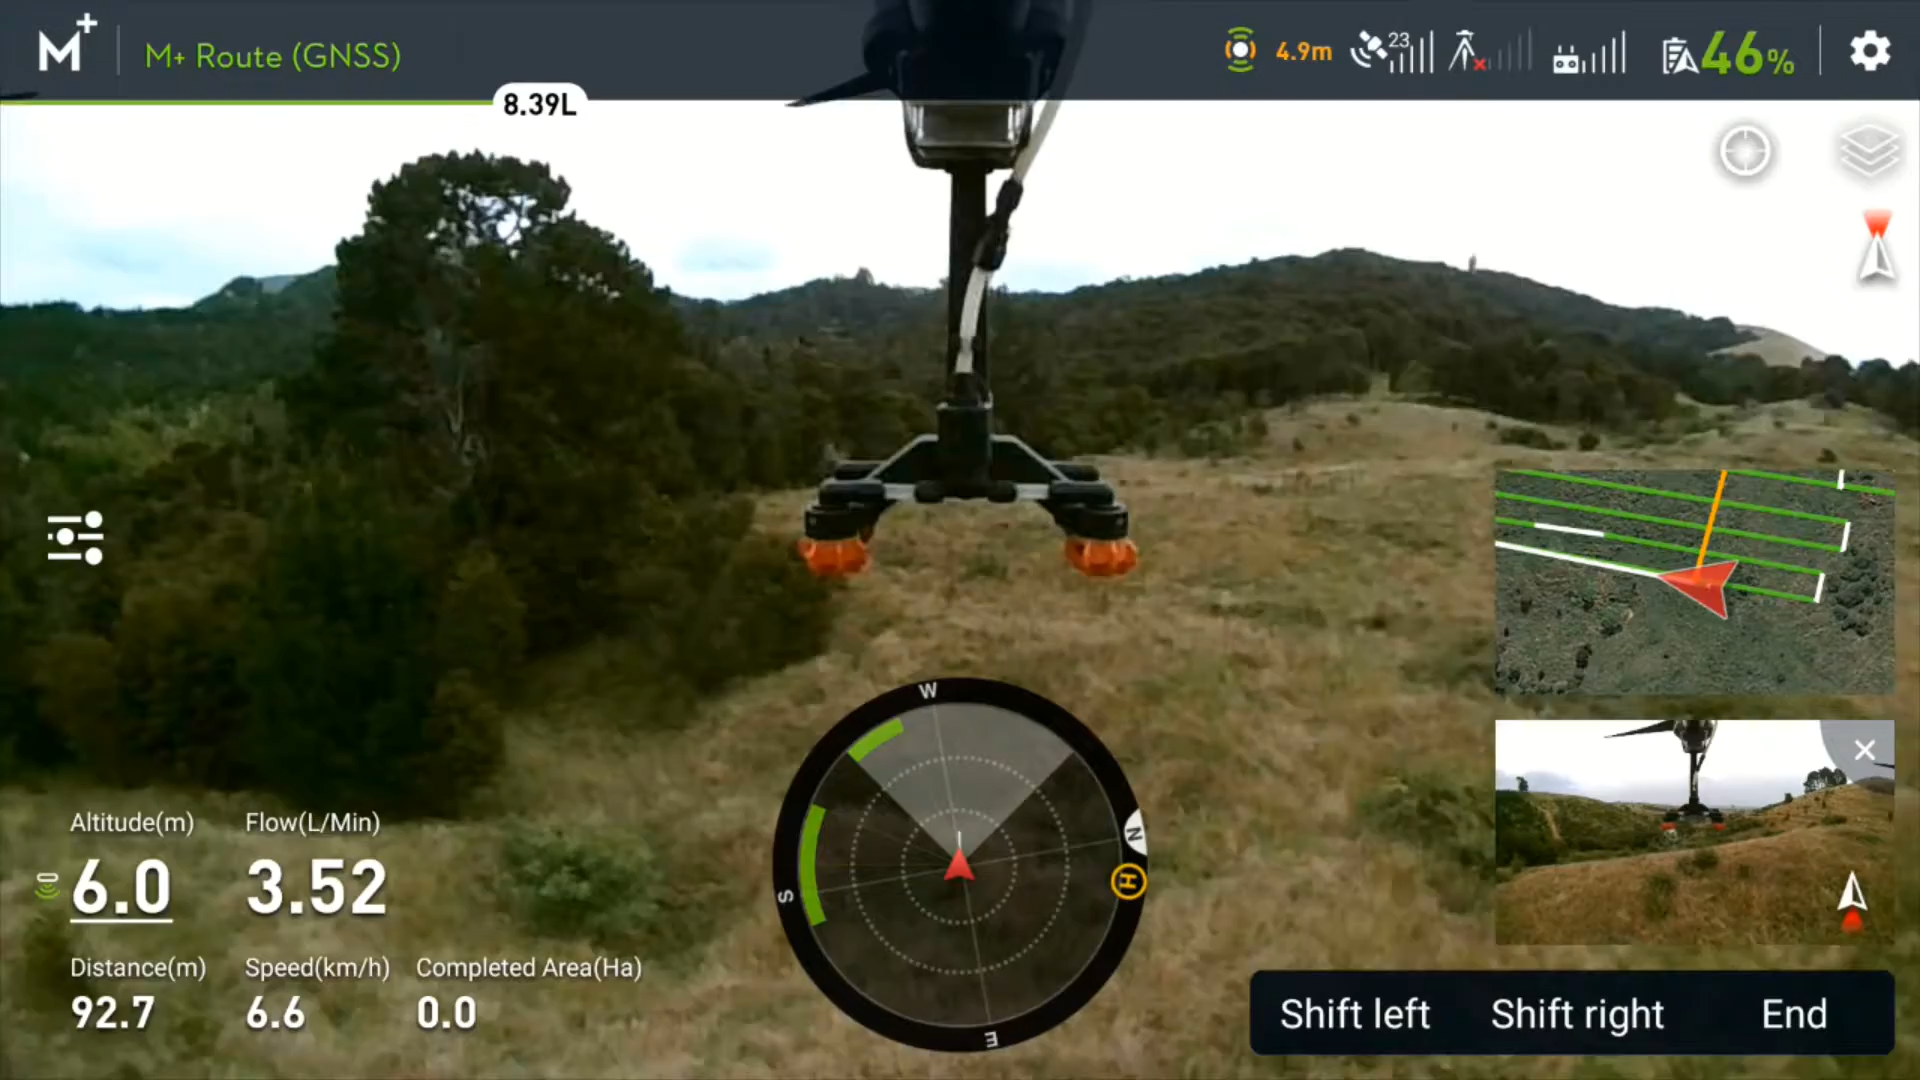 M+
M+ Route (GNSS)
4.9m
23
46%
8.39L
W
N
H
S
E
Altitude(m)
Flow(L/Min)
6.0
3.52
Distance(m)
Speed(km/h)
Completed Area(Ha)
92.7
6.6
0.0
Shift left
Shift right
End